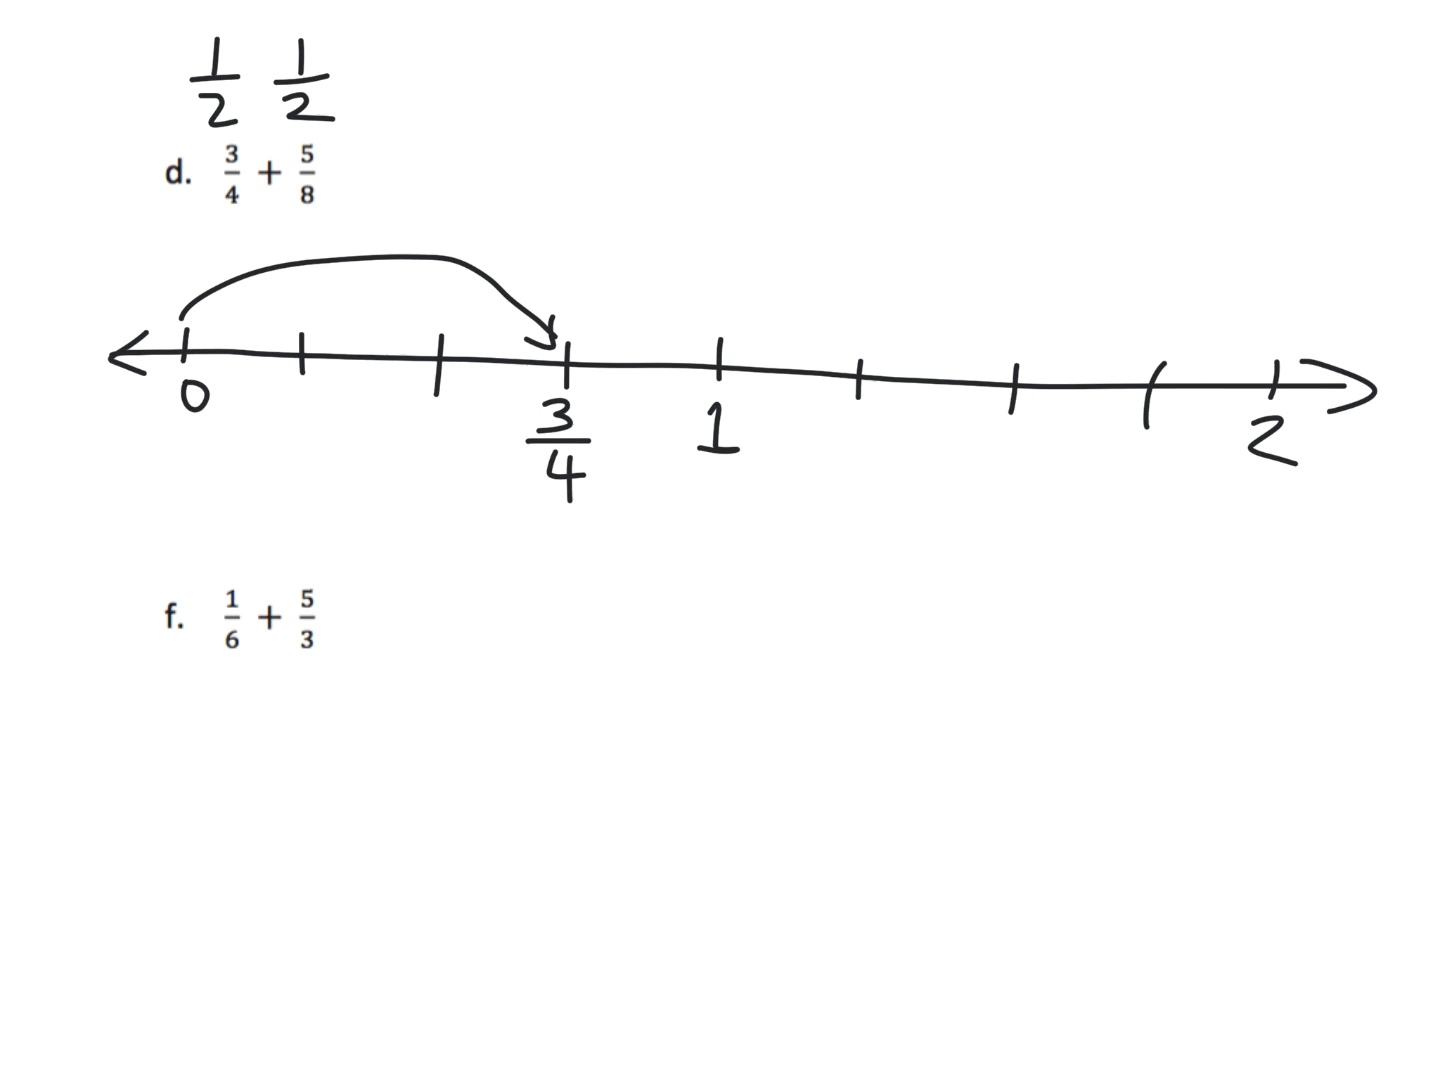 1/2 1/2
d. 3/4 + 5/8
0 3/4 1 2
f. 1/6 + 5/3